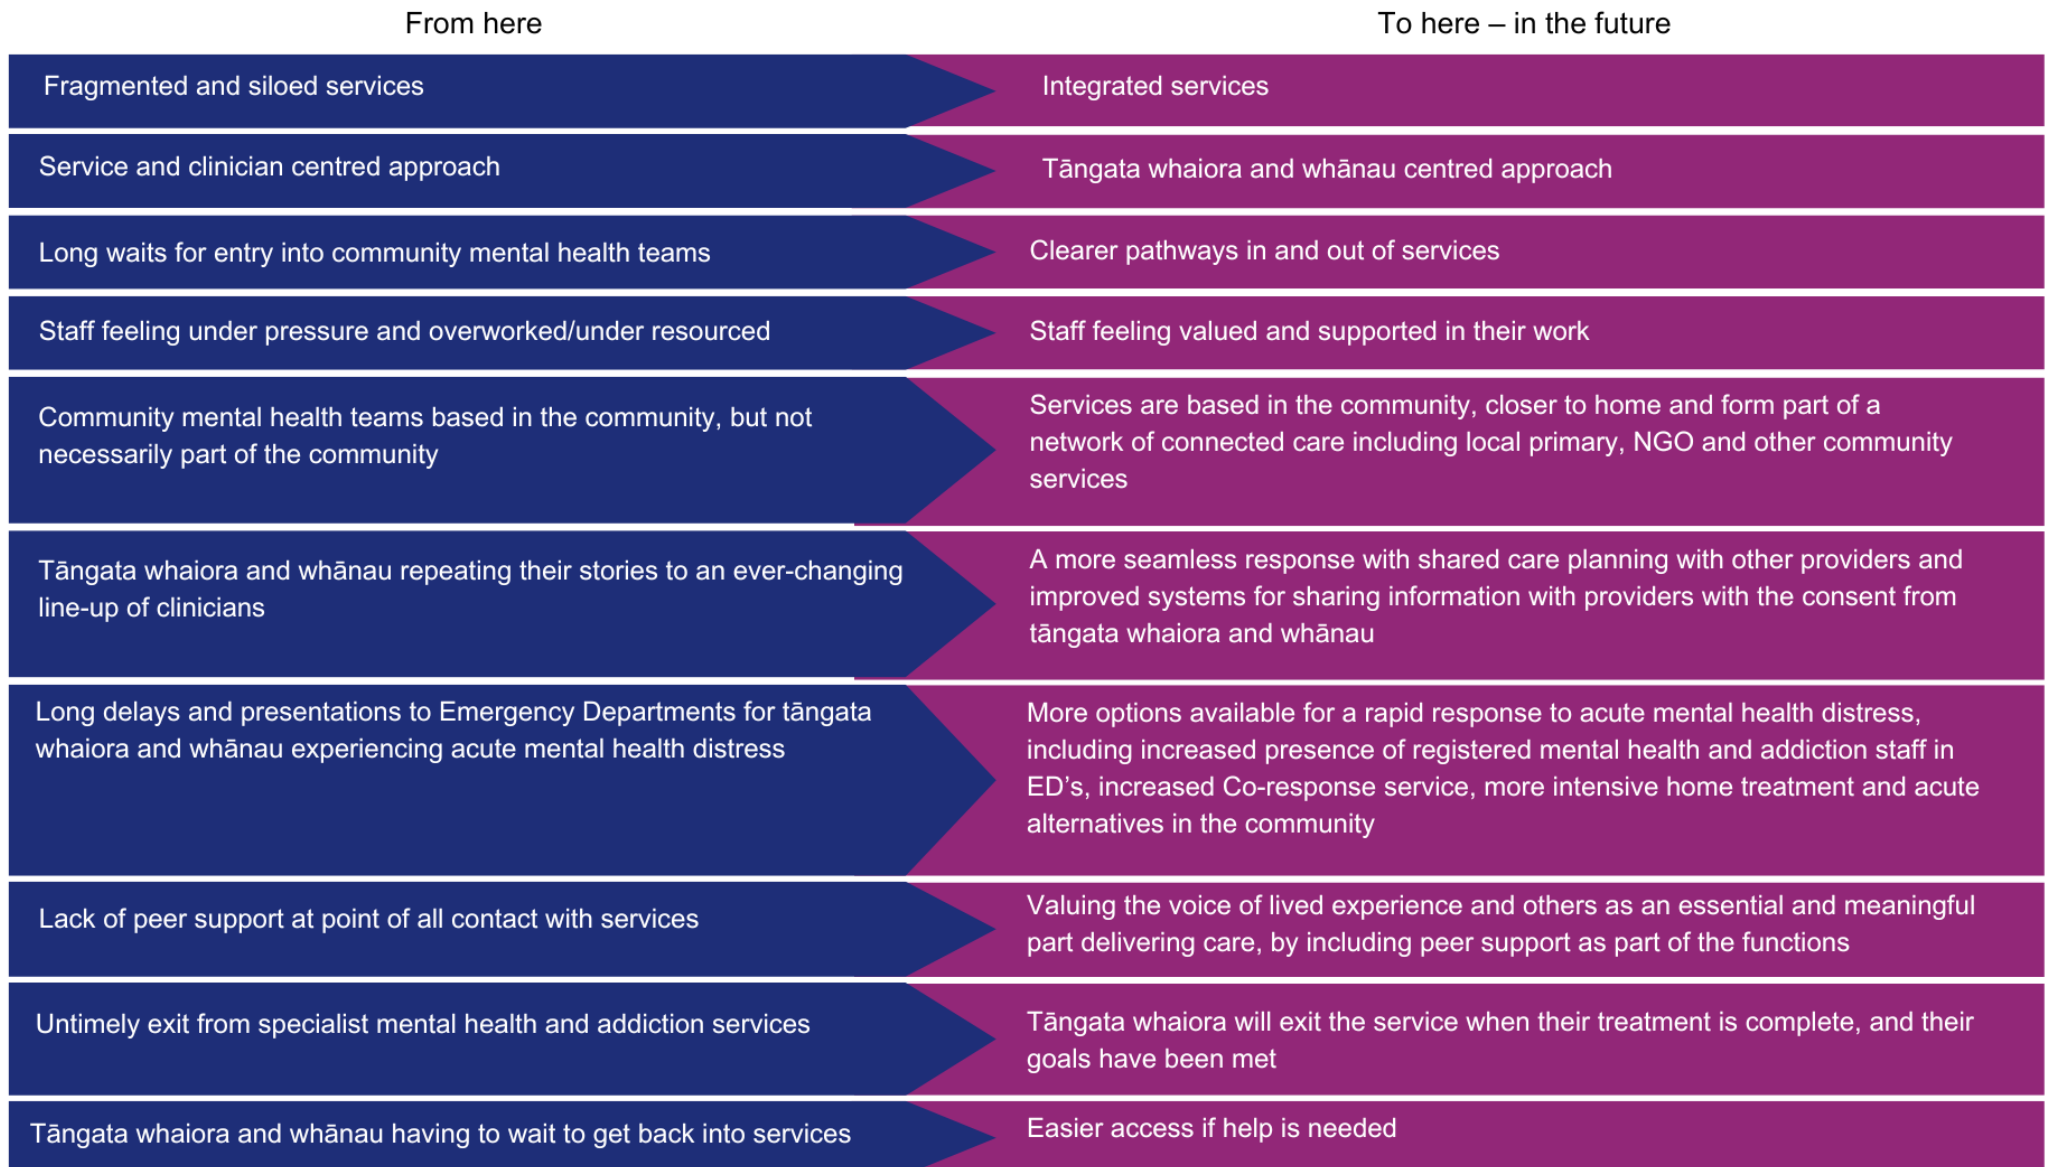 From here
To here – in the future
Fragmented and siloed services
Integrated services
Service and clinician centred approach
Tāngata whaiora and whānau centred approach
Long waits for entry into community mental health teams
Clearer pathways in and out of services
Staff feeling under pressure and overworked/under resourced
Staff feeling valued and supported in their work
Community mental health teams based in the community, but not
necessarily part of the community
Services are based in the community, closer to home and form part of a
network of connected care including local primary, NGO and other community
services
Tāngata whaiora and whānau repeating their stories to an ever-changing
line-up of clinicians
A more seamless response with shared care planning with other providers and
improved systems for sharing information with providers with the consent from
tāngata whaiora and whānau
Long delays and presentations to Emergency Departments for tāngata
whaiora and whānau experiencing acute mental health distress
More options available for a rapid response to acute mental health distress,
including increased presence of registered mental health and addiction staff in
ED’s, increased Co-response service, more intensive home treatment and acute
alternatives in the community
Lack of peer support at point of all contact with services
Valuing the voice of lived experience and others as an essential and meaningful
part delivering care, by including peer support as part of the functions
Untimely exit from specialist mental health and addiction services
Tāngata whaiora will exit the service when their treatment is complete, and their
goals have been met
Tāngata whaiora and whānau having to wait to get back into services
Easier access if help is needed